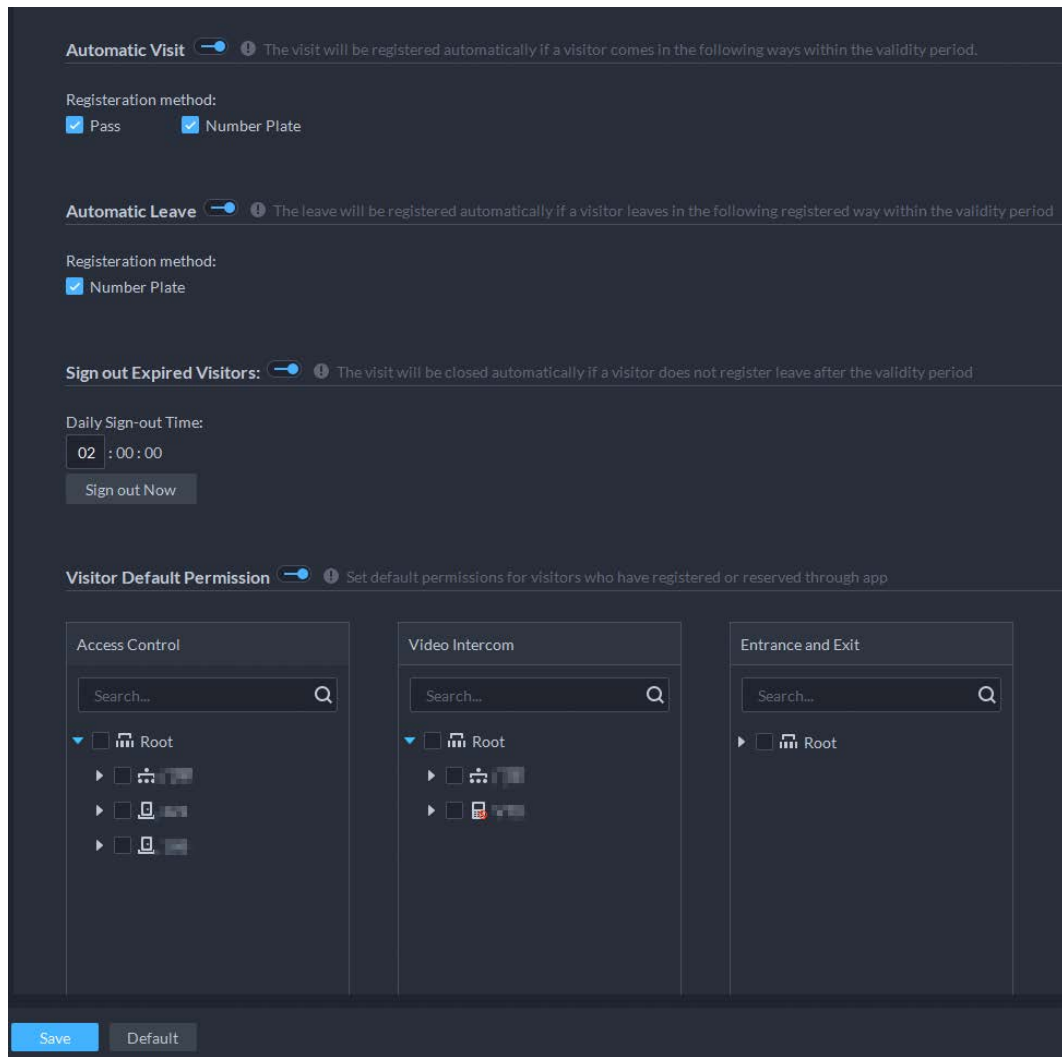 Automatic Visit The visit will be registered automatically if a visitor comes in the following ways within the validity period.
Registeration method:
Pass Number Plate
Automatic Leave The leave will be registered automatically if a visitor leaves in the following registered way within the validity period
Registeration method:
Number Plate
Sign out Expired Visitors: The visit will be closed automatically if a visitor does not register leave after the validity period
Daily Sign-out Time:
02 : 00 : 00
Sign out Now
Visitor Default Permission Set default permissions for visitors who have registered or reserved through app
Access Control Video Intercom Entrance and Exit
Search... Search... Search...
Root Root Root
Save Default